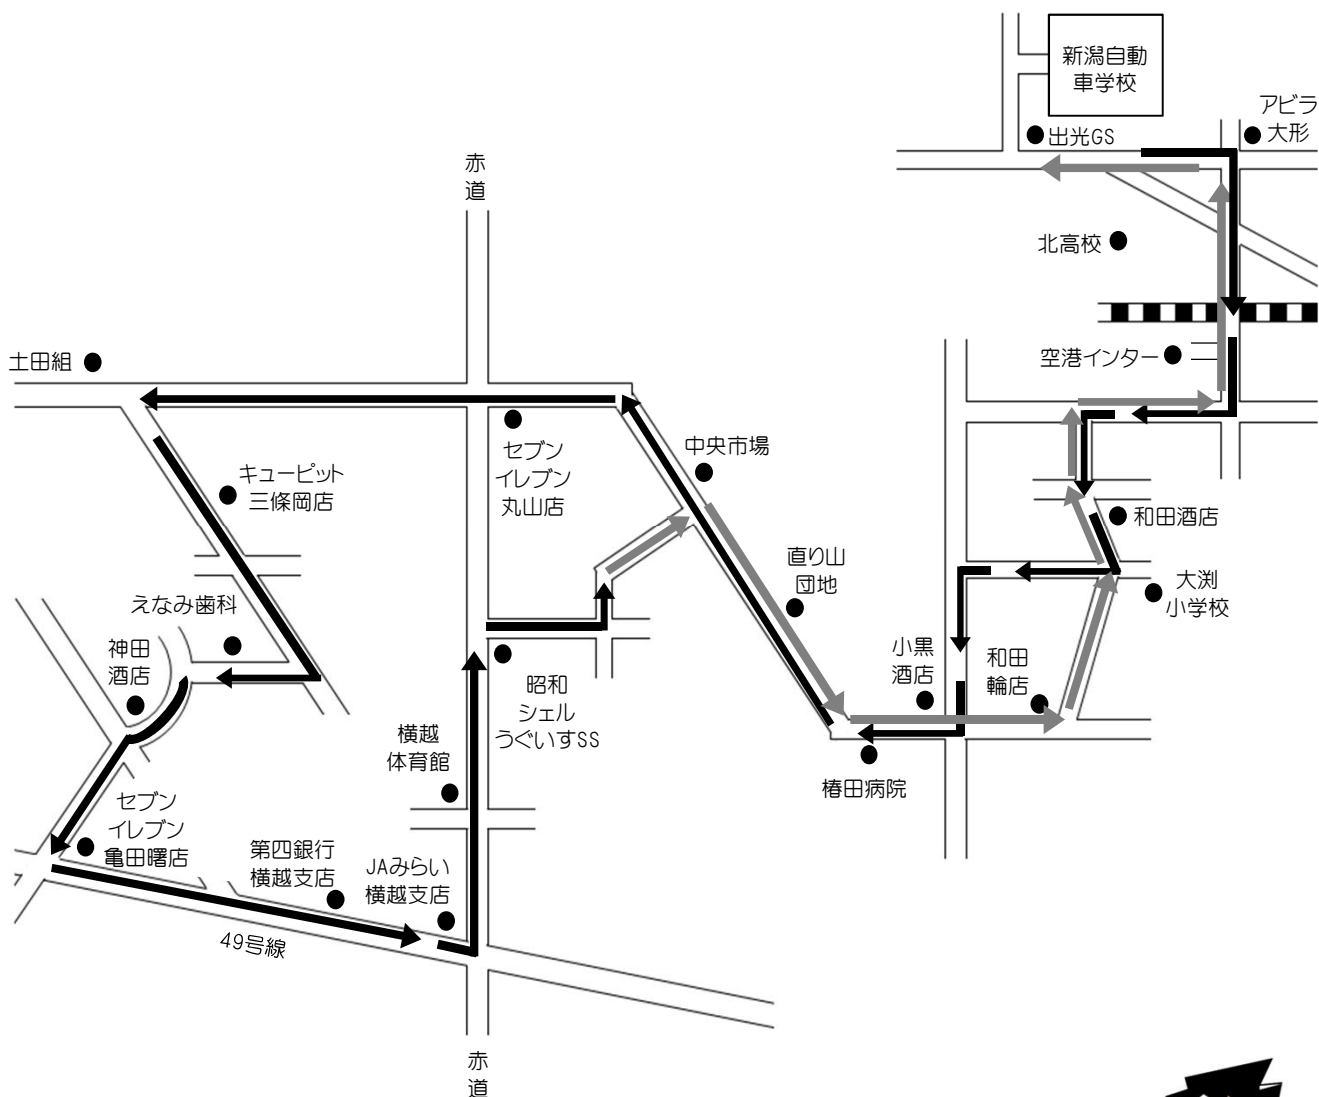 新潟自動
車学校
アビラ
大形
出光GS
赤
道
北高校
空港インター
土田組
セブン
イレブン
丸山店
中央市場
キューピット
三條岡店
和田酒店
直り山
団地
大渕
小学校
えなみ歯科
神田
酒店
小黒
酒店
和田
輪店
昭和
シェル
うぐいすSS
横越
体育館
椿田病院
セブン
イレブン
亀田曙店
第四銀行
横越支店
JAみらい
横越支店
49号線
赤
道